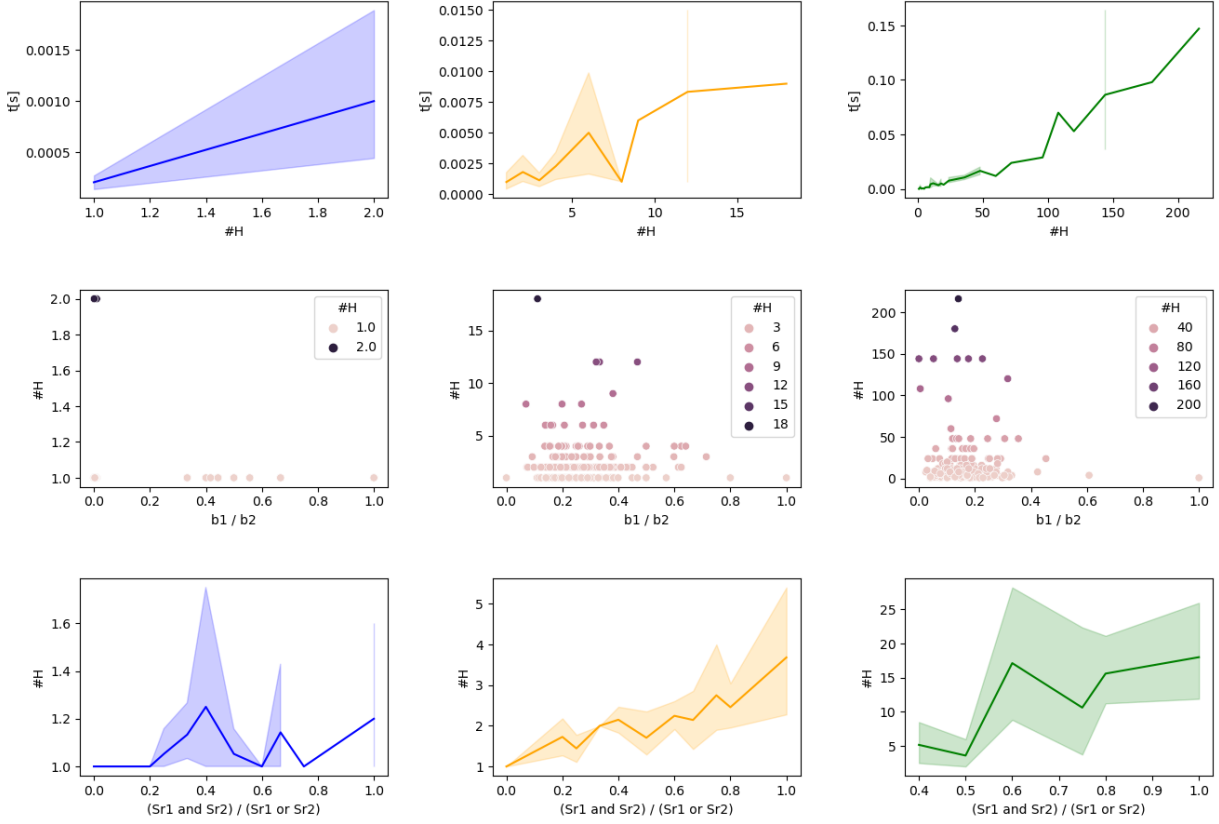 0.0015
0.0010
0.0005
t[s]
1.0 1.2 1.4 1.6 1.8 2.0
#H
0.0150
0.0125
0.0100
0.0075
0.0050
0.0025
0.0000
t[s]
5 10 15
#H
0.15
0.10
0.05
0.00
t[s]
0 50 100 150 200
#H
2.0
1.8
1.6
1.4
1.2
1.0
#H
#H
1.0
2.0
0.0 0.2 0.4 0.6 0.8 1.0
b1 / b2
15
10
5
#H
#H
3
6
9
12
15
18
0.0 0.2 0.4 0.6 0.8 1.0
b1 / b2
200
150
100
50
0
#H
#H
40
80
120
160
200
0.0 0.2 0.4 0.6 0.8 1.0
b1 / b2
1.6
1.4
1.2
1.0
#H
0.0 0.2 0.4 0.6 0.8 1.0
(Sr1 and Sr2) / (Sr1 or Sr2)
5
4
3
2
1
#H
0.0 0.2 0.4 0.6 0.8 1.0
(Sr1 and Sr2) / (Sr1 or Sr2)
25
20
15
10
5
#H
0.4 0.5 0.6 0.7 0.8 0.9 1.0
(Sr1 and Sr2) / (Sr1 or Sr2)